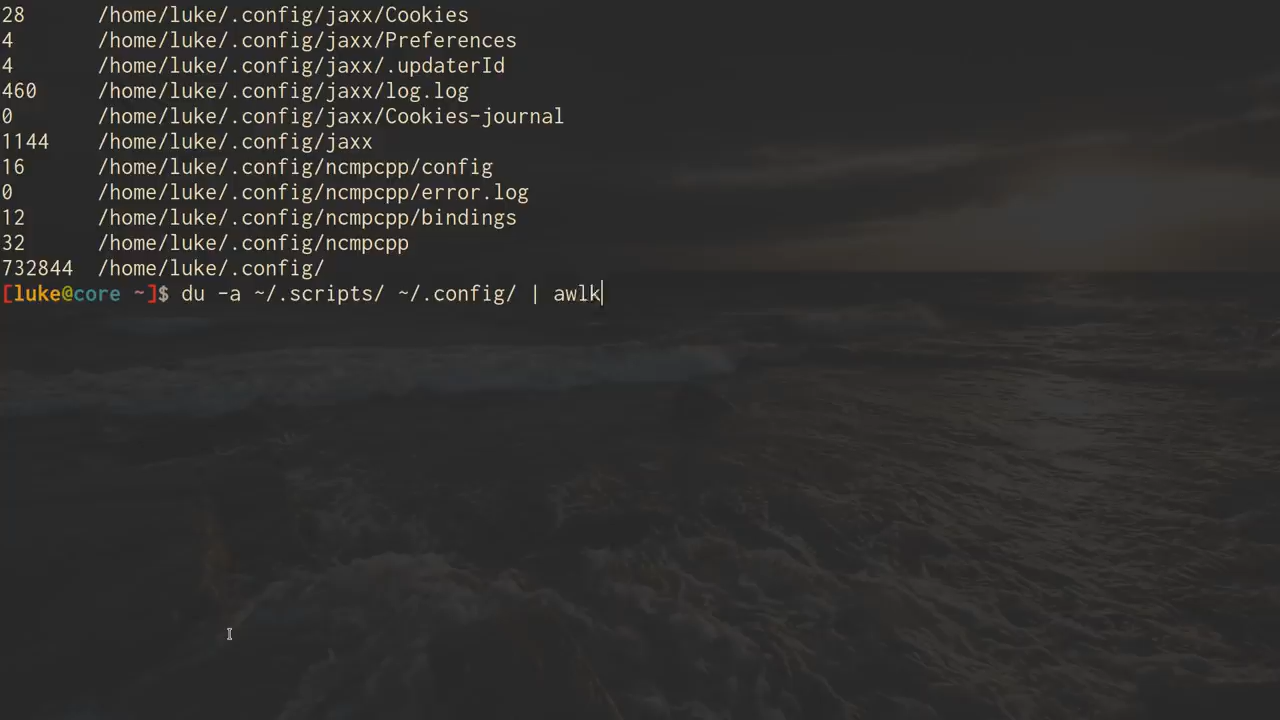 28      /home/luke/.config/jaxx/Cookies
4       /home/luke/.config/jaxx/Preferences
4       /home/luke/.config/jaxx/.updaterId
460     /home/luke/.config/jaxx/log.log
0       /home/luke/.config/jaxx/Cookies-journal
1144    /home/luke/.config/jaxx
16      /home/luke/.config/ncmpcpp/config
0       /home/luke/.config/ncmpcpp/error.log
12      /home/luke/.config/ncmpcpp/bindings
32      /home/luke/.config/ncmpcpp
732844  /home/luke/.config/
[luke@core ~]$ du -a ~/.scripts/ ~/.config/ | awlk